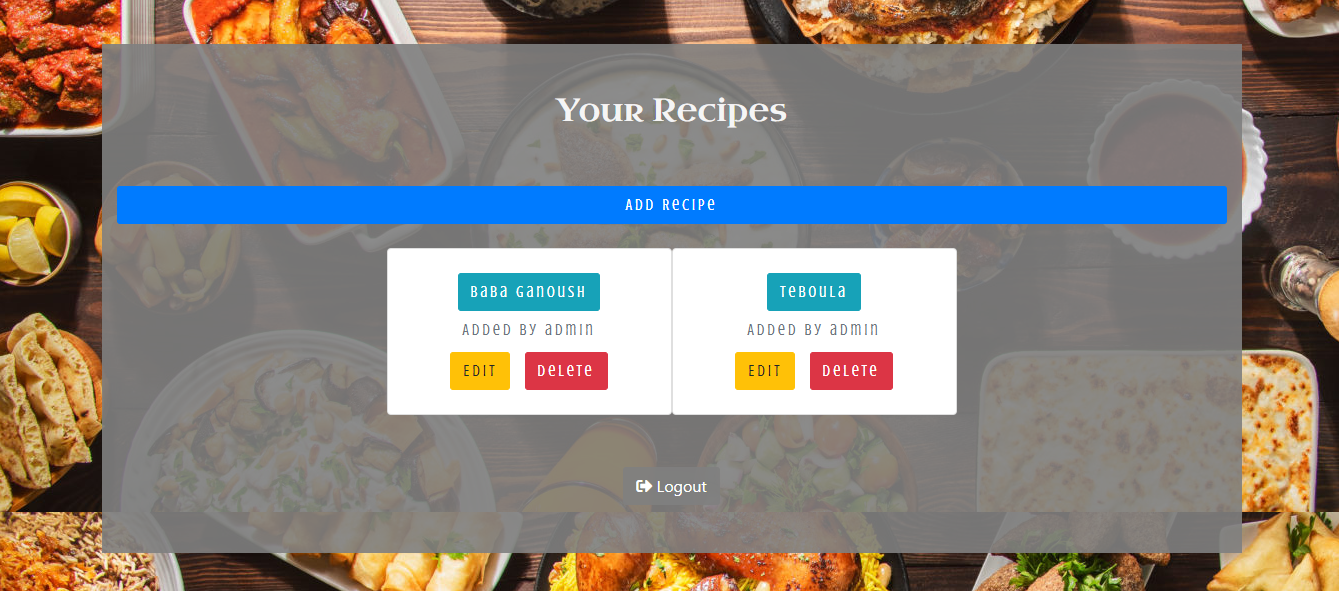 Your Recipes
ADD RECIPE
BABA GANOUSH
TEBOULA
ADDED BY ADMIN
ADDED BY ADMIN
EDIT
DELETE
EDIT
DELETE
Logout